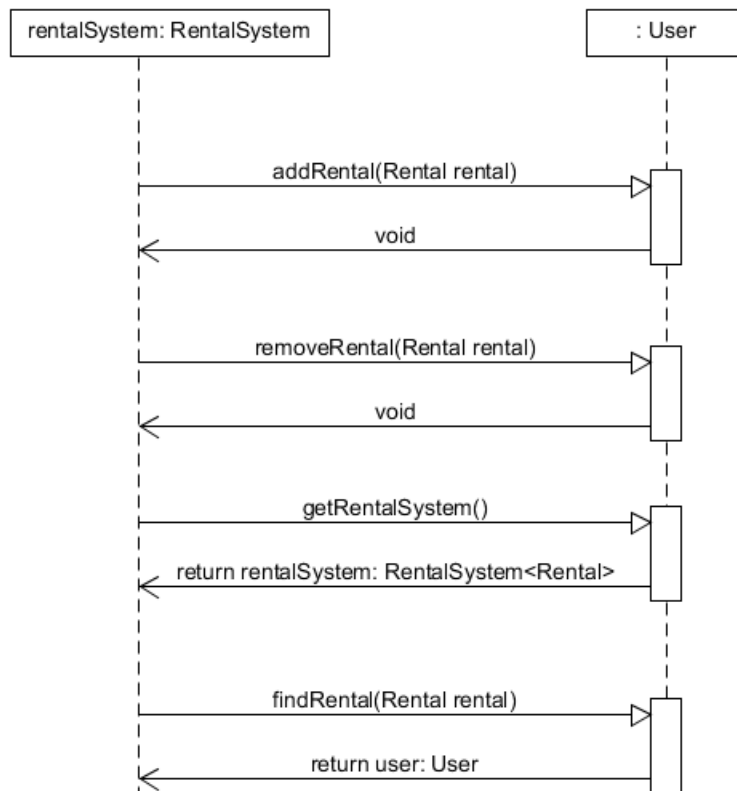 rentalSystem: RentalSystem
: User
addRental(Rental rental)
void
removeRental(Rental rental)
void
getRentalSystem()
return rentalSystem: RentalSystem<Rental>
findRental(Rental rental)
return user: User